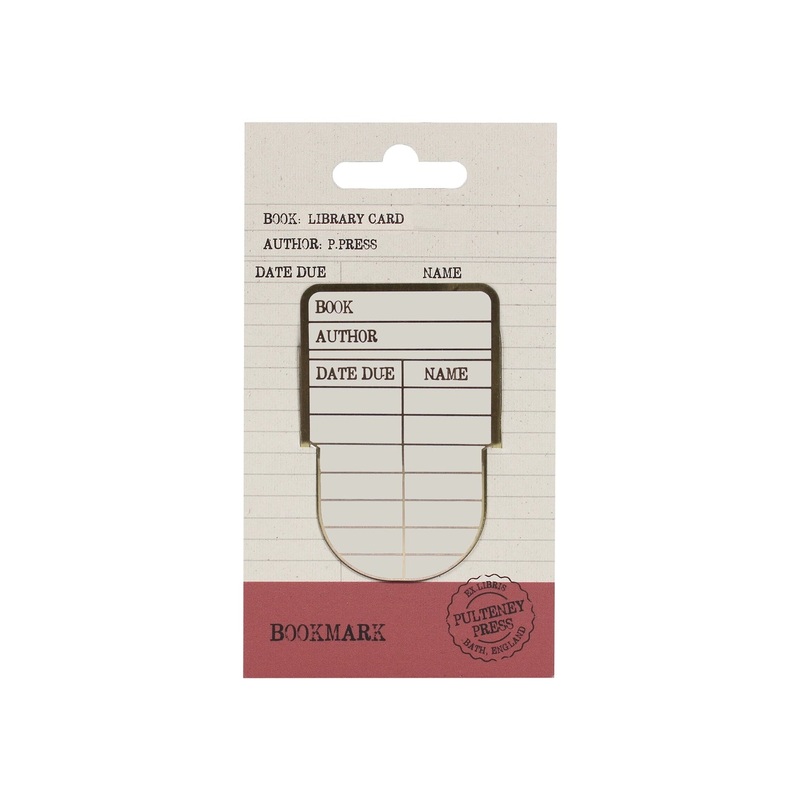 BOOK: LIBRARY CARD
AUTHOR: P.PRESS
DATE DUE NAME
BOOK
AUTHOR
DATE DUE NAME
BOOKMARK
EX LIBRIS
PULTENEY
PRESS
BATH, ENGLAND